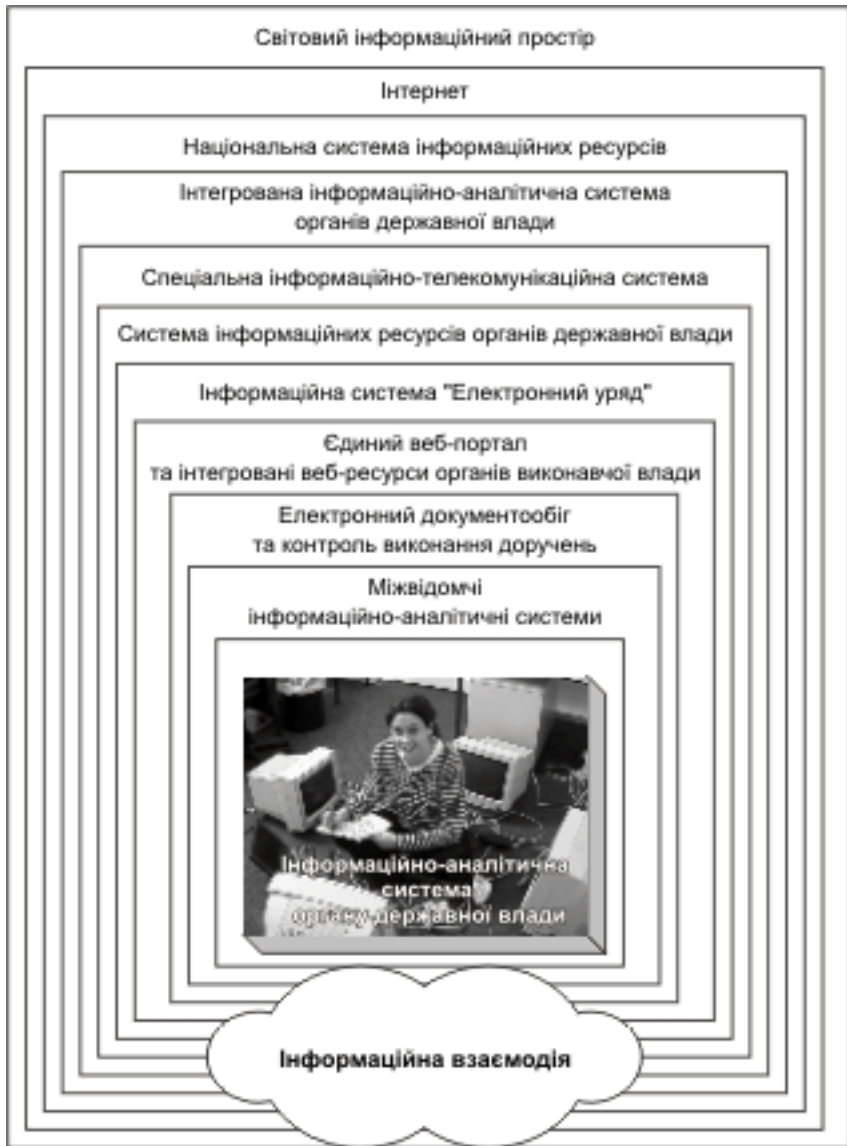 Світовий інформаційний простір
Інтернет
Національна система інформаційних ресурсів
Інтегрована інформаційно-аналітична система
органів державної влади
Спеціальна інформаційно-телекомунікаційна система
Система інформаційних ресурсів органів державної влади
Інформаційна система "Електронний уряд"
Єдиний веб-портал
та інтегровані веб-ресурси органів виконавчої влади
Електронний документообіг
та контроль виконання доручень
Міжвідомчі
інформаційно-аналітичні системи
Інформаційно-аналітична
система
органу державної влади
Інформаційна взаємодія